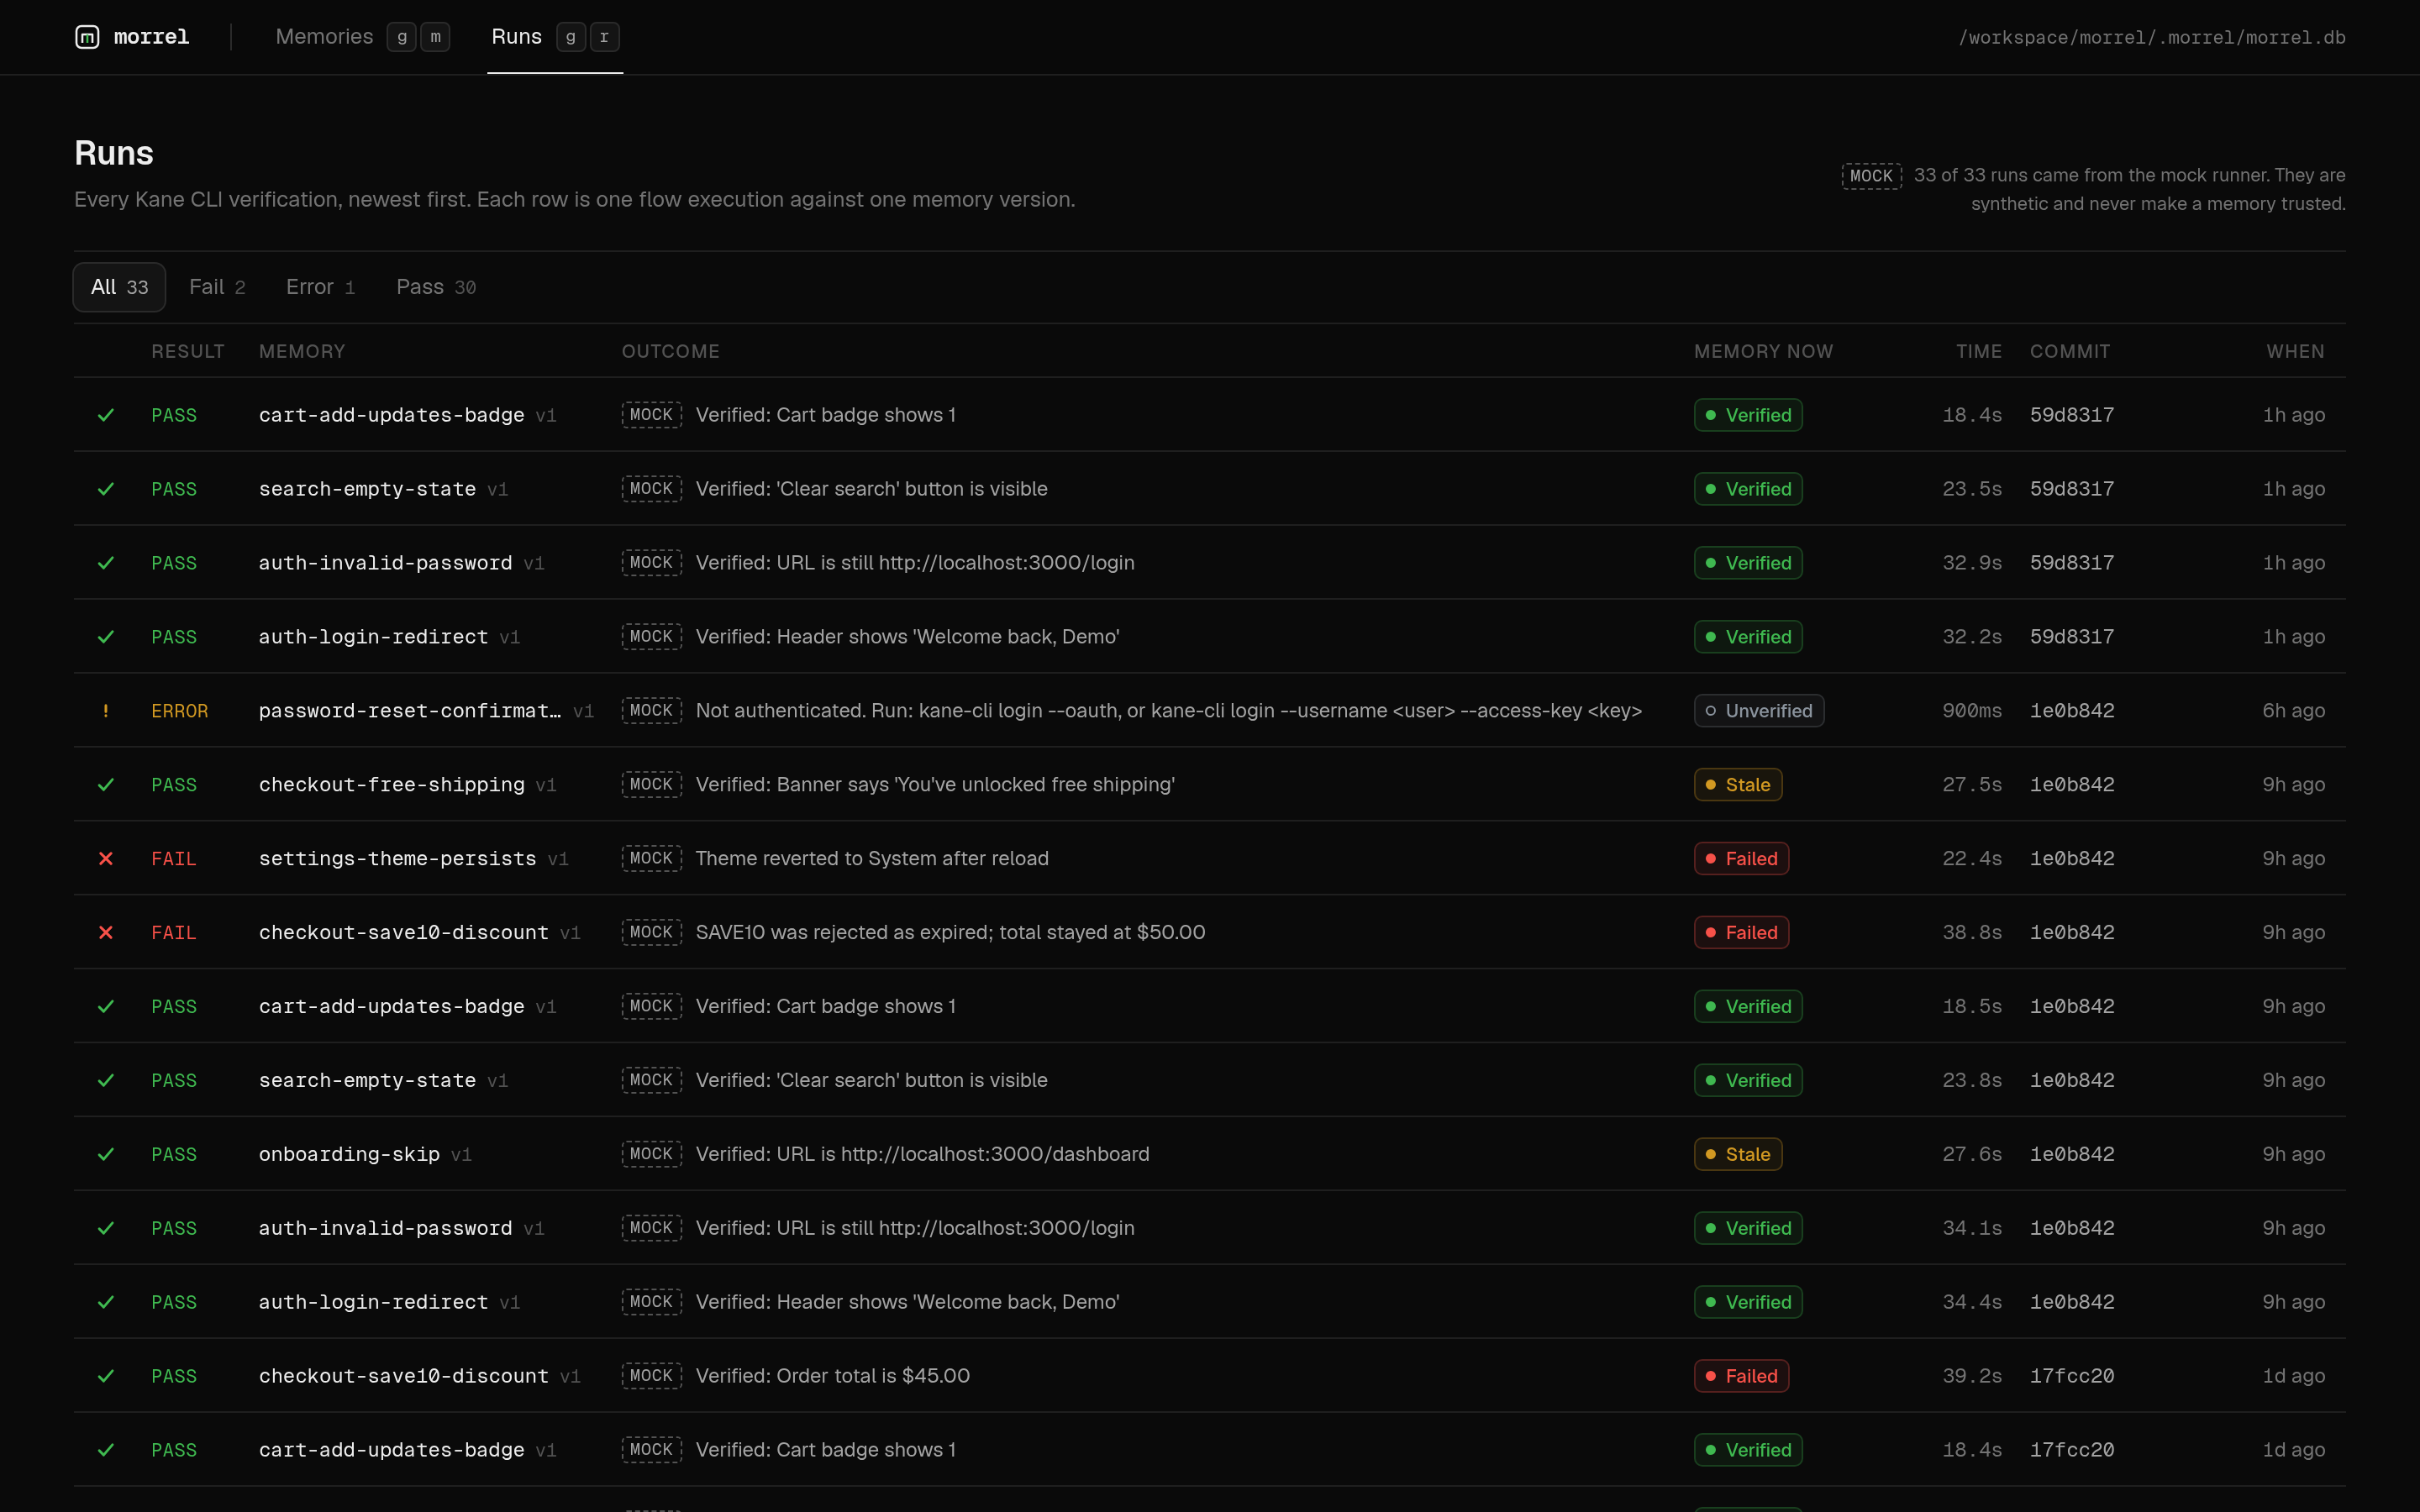 morrel Memories g m Runs g r /workspace/morrel/.morrel/morrel.db
Runs
Every Kane CLI verification, newest first. Each row is one flow execution against one memory version.
MOCK 33 of 33 runs came from the mock runner. They are
synthetic and never make a memory trusted.
All 33 Fail 2 Error 1 Pass 30
RESULT MEMORY OUTCOME MEMORY NOW TIME COMMIT WHEN
PASS cart-add-updates-badge v1 MOCK Verified: Cart badge shows 1 Verified 18.4s 59d8317 1h ago
PASS search-empty-state v1 MOCK Verified: 'Clear search' button is visible Verified 23.5s 59d8317 1h ago
PASS auth-invalid-password v1 MOCK Verified: URL is still http://localhost:3000/login Verified 32.9s 59d8317 1h ago
PASS auth-login-redirect v1 MOCK Verified: Header shows 'Welcome back, Demo' Verified 32.2s 59d8317 1h ago
! ERROR password-reset-confirmat… v1 MOCK Not authenticated. Run: kane-cli login --oauth, or kane-cli login --username <user> --access-key <key> Unverified 900ms 1e0b842 6h ago
PASS checkout-free-shipping v1 MOCK Verified: Banner says 'You've unlocked free shipping' Stale 27.5s 1e0b842 9h ago
FAIL settings-theme-persists v1 MOCK Theme reverted to System after reload Failed 22.4s 1e0b842 9h ago
FAIL checkout-save10-discount v1 MOCK SAVE10 was rejected as expired; total stayed at $50.00 Failed 38.8s 1e0b842 9h ago
PASS cart-add-updates-badge v1 MOCK Verified: Cart badge shows 1 Verified 18.5s 1e0b842 9h ago
PASS search-empty-state v1 MOCK Verified: 'Clear search' button is visible Verified 23.8s 1e0b842 9h ago
PASS onboarding-skip v1 MOCK Verified: URL is http://localhost:3000/dashboard Stale 27.6s 1e0b842 9h ago
PASS auth-invalid-password v1 MOCK Verified: URL is still http://localhost:3000/login Verified 34.1s 1e0b842 9h ago
PASS auth-login-redirect v1 MOCK Verified: Header shows 'Welcome back, Demo' Verified 34.4s 1e0b842 9h ago
PASS checkout-save10-discount v1 MOCK Verified: Order total is $45.00 Failed 39.2s 17fcc20 1d ago
PASS cart-add-updates-badge v1 MOCK Verified: Cart badge shows 1 Verified 18.4s 17fcc20 1d ago